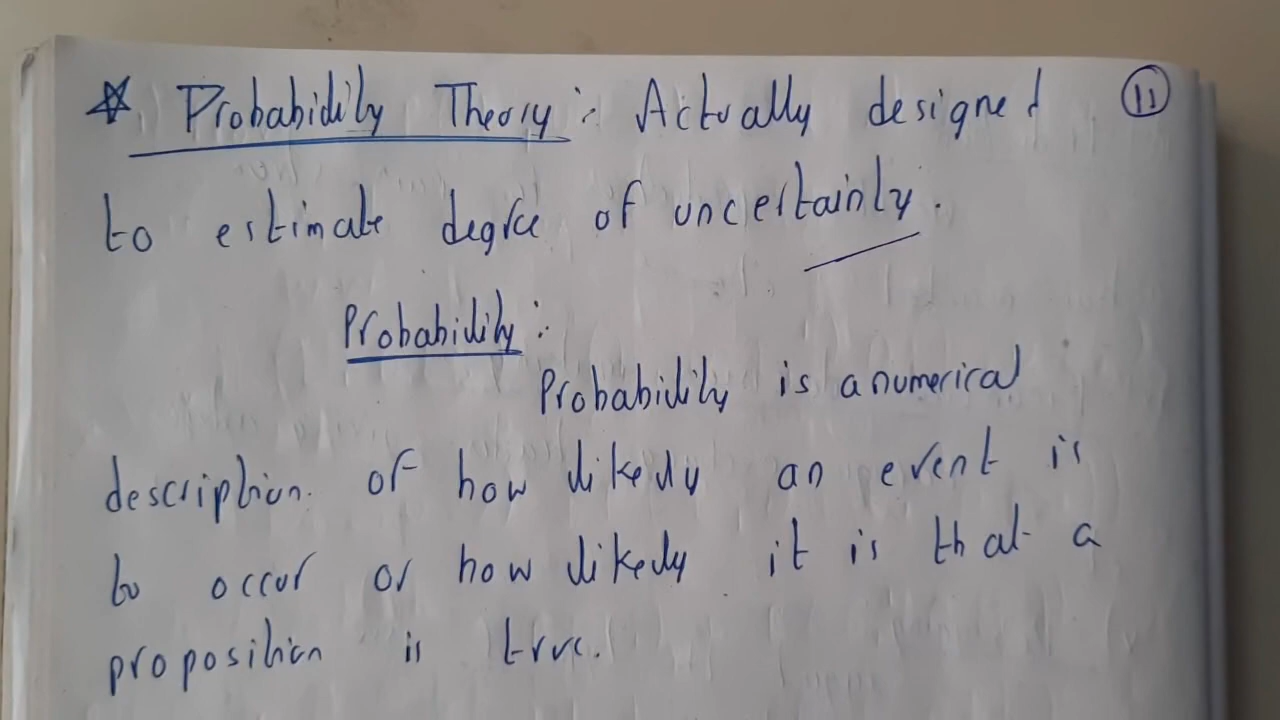 ☆ Probability Theory :- Actually designed ⑪
to estimate degree of uncertainty.
Probability :-
Probability is a numerical
description of how likely an event is
to occur or how likely it is that a
proposition is true.